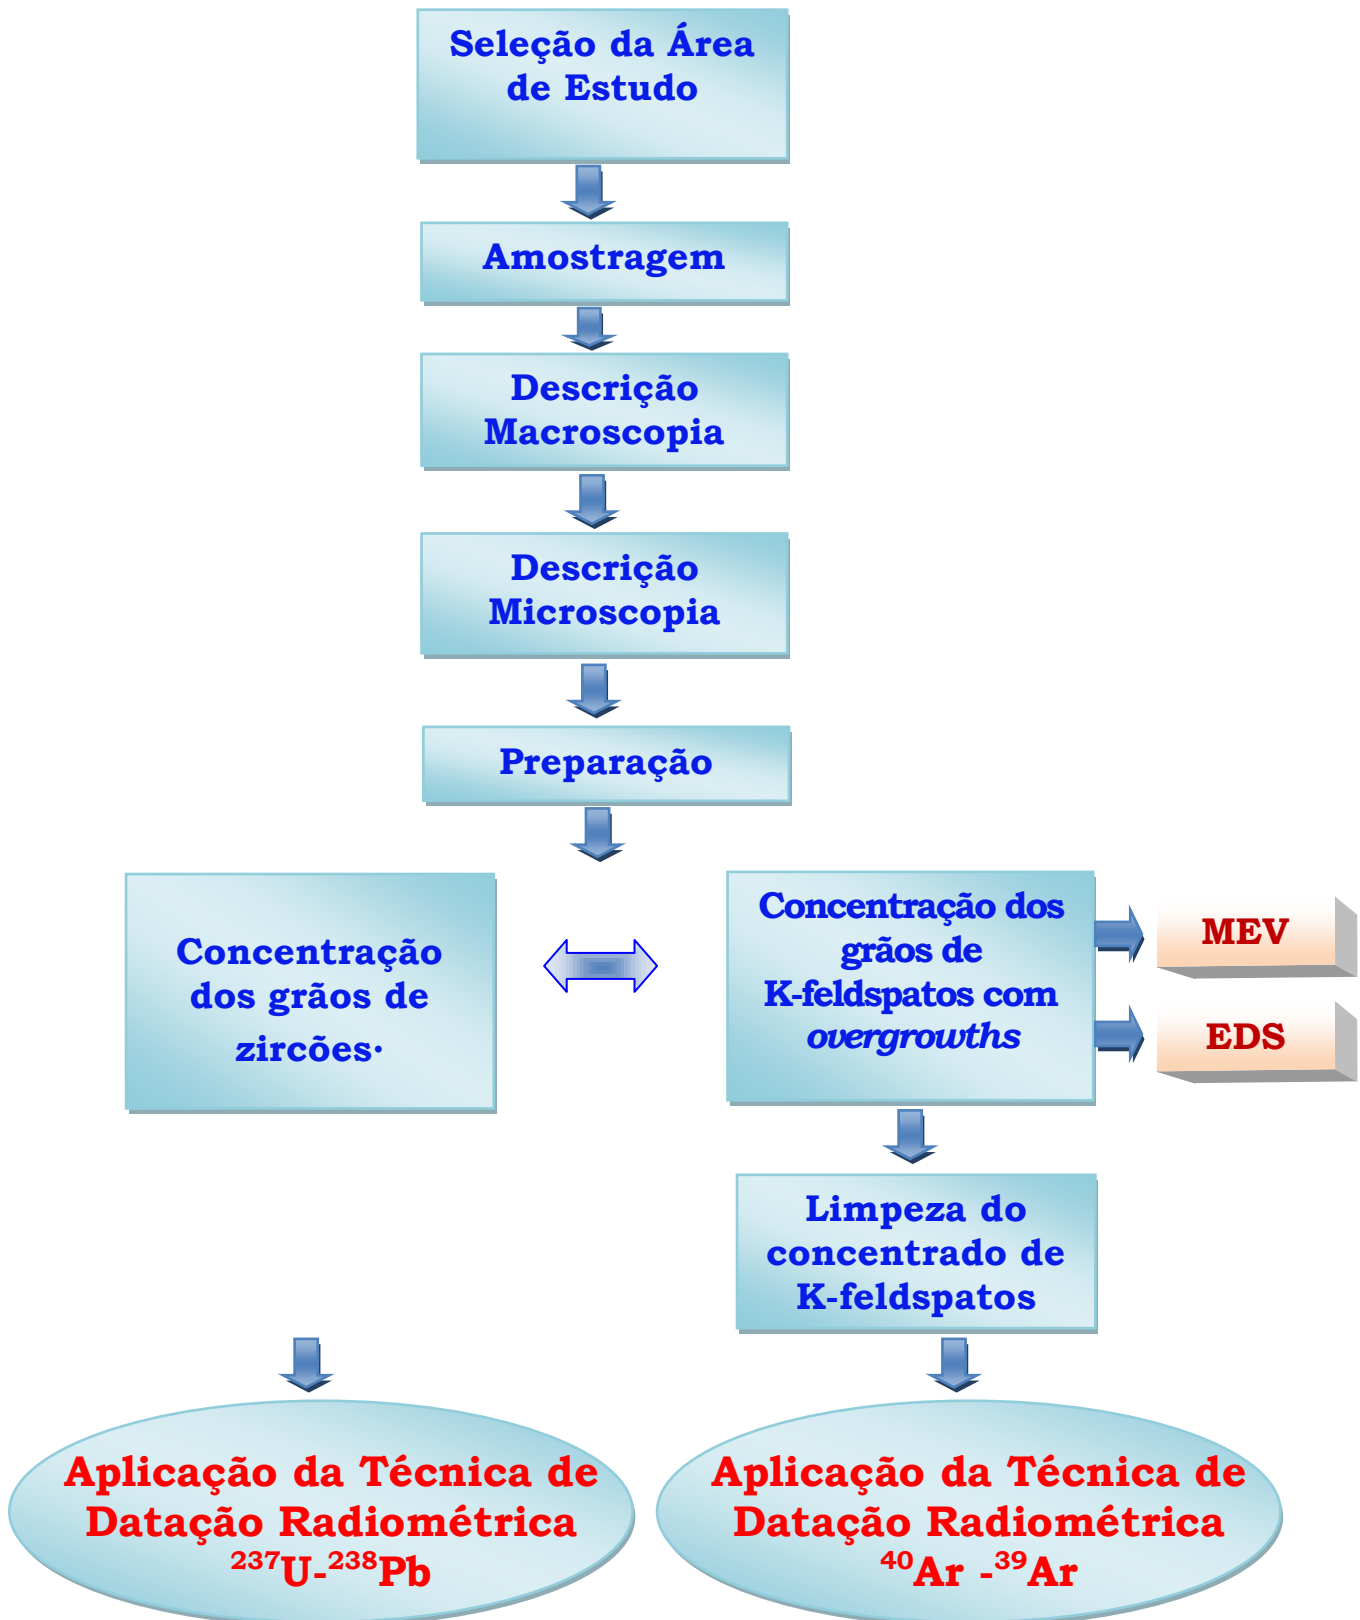 Seleção da Área
de Estudo
Amostragem
Descrição
Macroscopia
Descrição
Microscopia
Preparação
Concentração
dos grãos de
zircões·
Concentração dos
grãos de
K-feldspatos com
overgrowths
MEV
EDS
Limpeza do
concentrado de
K-feldspatos
Aplicação da Técnica de
Datação Radiométrica
²³⁷U-²³⁸Pb
Aplicação da Técnica de
Datação Radiométrica
⁴⁰Ar -³⁹Ar